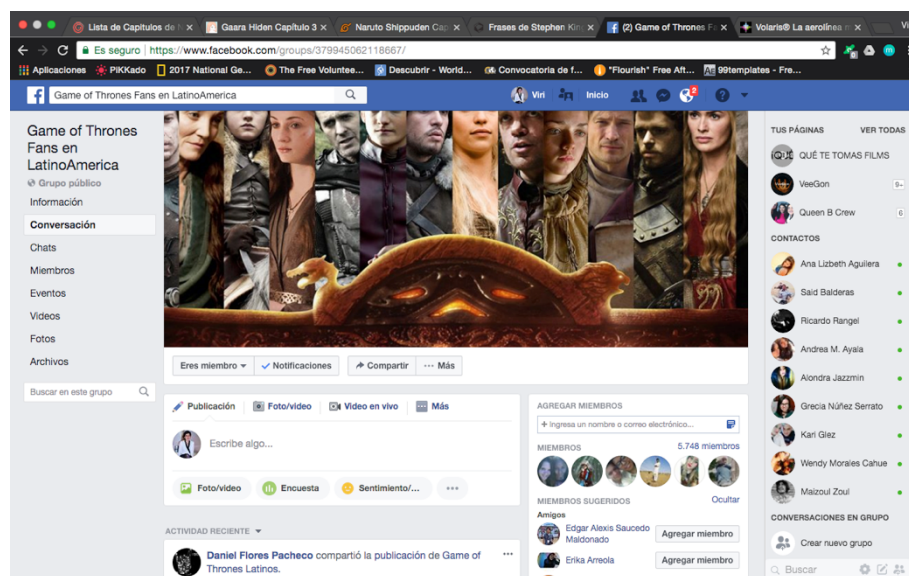 Lista de Capitulos de
Gaara Hiden Capítulo 3
Naruto Shippuden Cap
Frases de Stephen King
(2) Game of Thrones Fa
Volaris® La aerolínea
Es seguro
https://www.facebook.com/groups/379945062118667/
Aplicaciones
PiKKado
2017 National Ge...
The Free Voluntee...
Descubrir - World...
Convocatoria de f...
"Flourish" Free Aft...
99templates - Fre...
Game of Thrones Fans en LatinoAmerica
Viri
Inicio
2
Game of Thrones
Fans en
LatinoAmerica
Grupo público
Información
Conversación
Chats
Miembros
Eventos
Videos
Fotos
Archivos
Buscar en este grupo
Eres miembro
Notificaciones
Compartir
Más
Publicación
Foto/video
Video en vivo
Más
Escribe algo...
Foto/video
Encuesta
Sentimiento/...
ACTIVIDAD RECIENTE
Daniel Flores Pacheco compartió la publicación de Game of
Thrones Latinos.
AGREGAR MIEMBROS
+ Ingresa un nombre o correo electrónico...
MIEMBROS
5.748 miembros
MIEMBROS SUGERIDOS
Ocultar
Amigos
Edgar Alexis Saucedo
Maldonado
Agregar miembro
Erika Arreola
Agregar miembro
TUS PÁGINAS
VER TODAS
QUÉ TE TOMAS FILMS
VeeGon
9+
Queen B Crew
6
CONTACTOS
Ana Lizbeth Aguilera
Said Balderas
Ricardo Rangel
Andrea M. Ayala
Alondra Jazzmin
Grecia Núñez Serrato
Kari Glez
Wendy Morales Cahue
Maizoul Zoul
CONVERSACIONES EN GRUPO
Crear nuevo grupo
Buscar